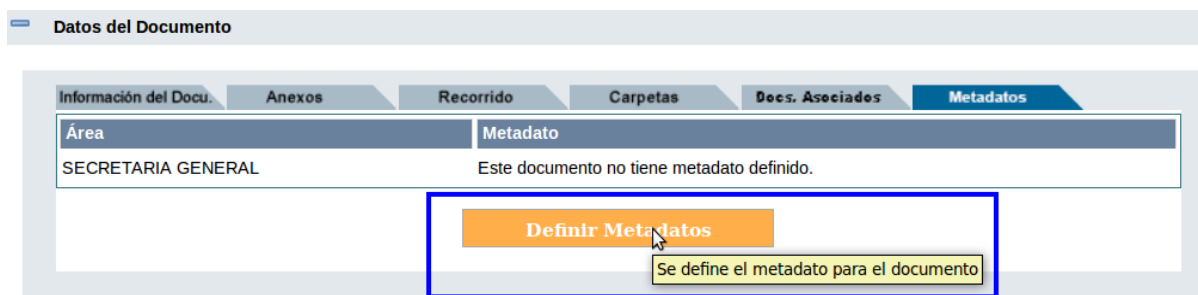 Datos del Documento
Información del Docu. Anexos Recorrido Carpetas Docs. Asociados Metadatos
Área Metadato
SECRETARIA GENERAL Este documento no tiene metadato definido.
Definir Metadatos
Se define el metadato para el documento